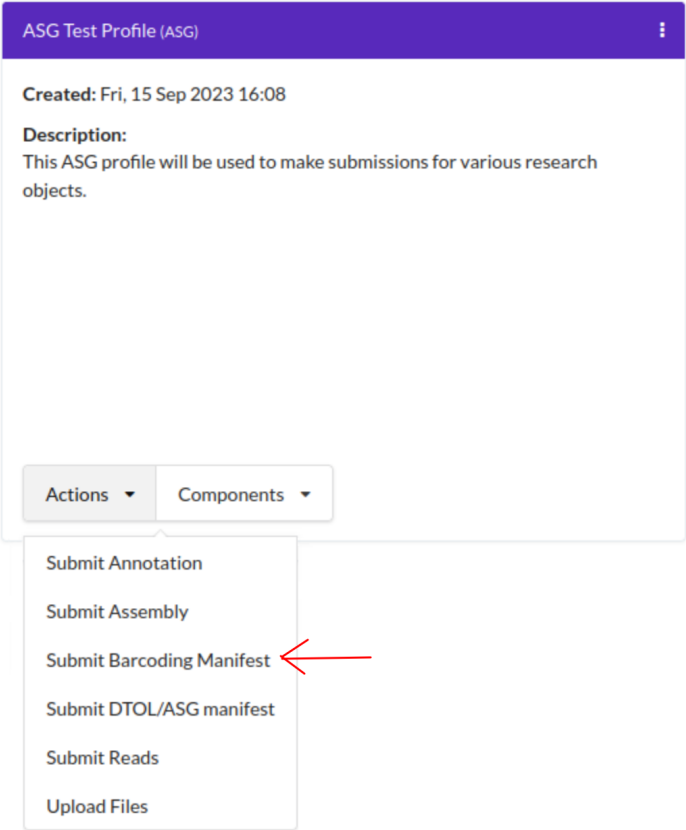 ASG Test Profile (ASG)
Created: Fri, 15 Sep 2023 16:08
Description:
This ASG profile will be used to make submissions for various research
objects.
Actions
Components
Submit Annotation
Submit Assembly
Submit Barcoding Manifest
Submit DTOL/ASG manifest
Submit Reads
Upload Files